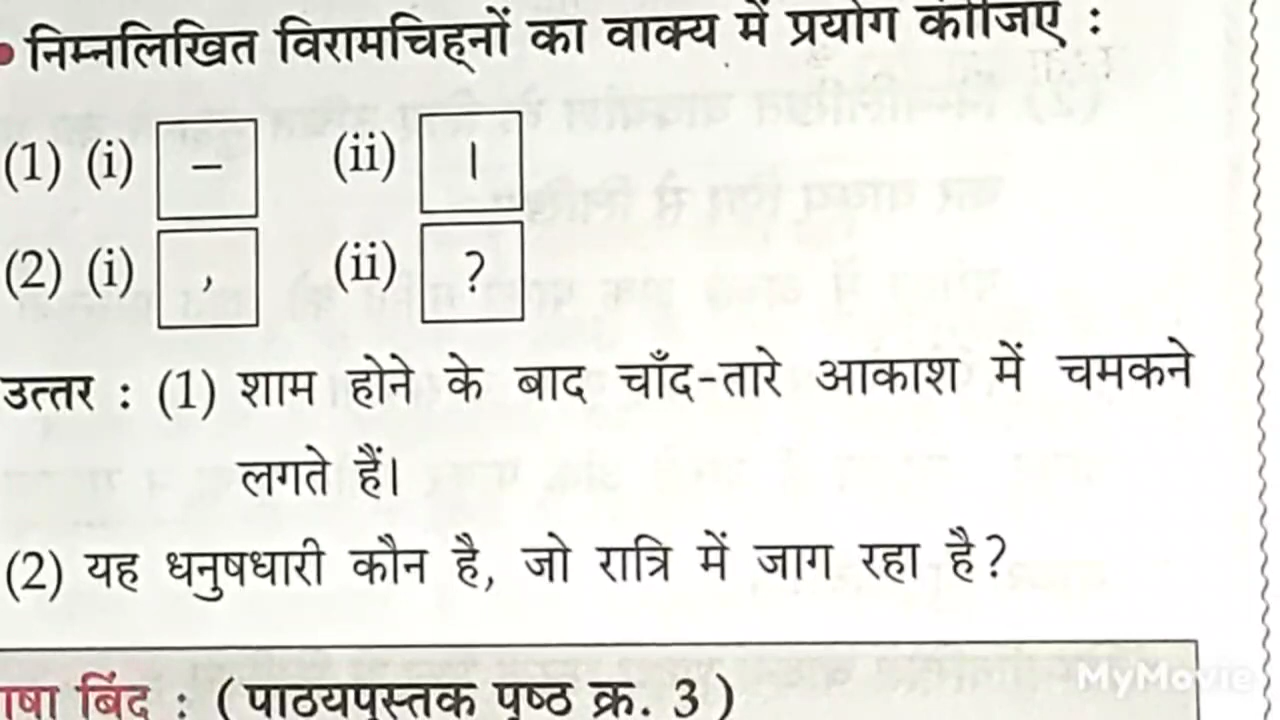 निम्नलिखित विरामचिह्नों का वाक्य में प्रयोग कीजिए :
(1) (i) – (ii) ।
(2) (i) , (ii) ?
उत्तर : (1) शाम होने के बाद चाँद-तारे आकाश में चमकने
लगते हैं।
(2) यह धनुषधारी कौन है, जो रात्रि में जाग रहा है?
: (पाठ्यपुस्तक पृष्ठ क्र. 3)
MyMovie